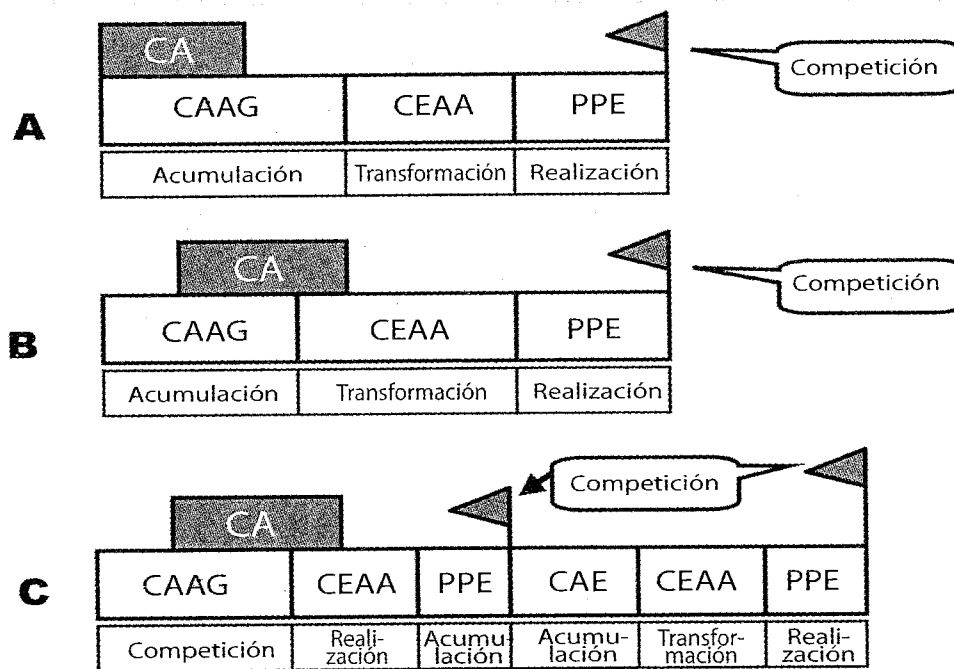 CA
Competición
CAAG CEAA PPE
A
Acumulación Transformación Realización
CA
Competición
CAAG CEAA PPE
B
Acumulación Transformación Realización
Competición
CA
CAAG CEAA PPE CAE CEAA PPE
C
Competición Reali-
zación Acumu-
lación Acumu-
lación Transfor-
mación Reali-
zación